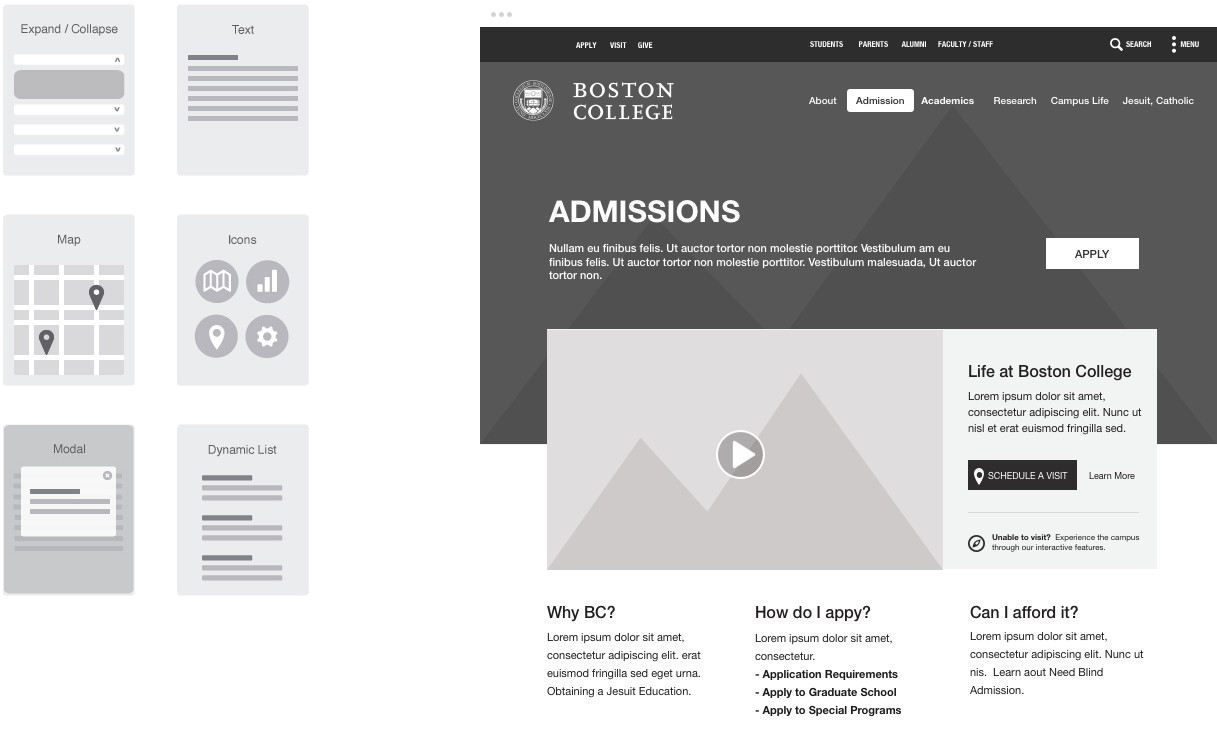 Expand / Collapse
Text
Map
Icons
Modal
Dynamic List
APPLY VISIT GIVE
STUDENTS PARENTS ALUMNI FACULTY / STAFF
SEARCH
MENU
BOSTON
COLLEGE
About Admission Academics Research Campus Life Jesuit, Catholic
ADMISSIONS
Nullam eu finibus felis. Ut auctor tortor non molestie porttitor. Vestibulum am eu
finibus felis. Ut auctor tortor non molestie porttitor. Vestibulum malesuada, Ut auctor
tortor non.
APPLY
Life at Boston College
Lorem ipsum dolor sit amet,
consectetur adipiscing elit. Nunc ut
nisl et erat euismod fringilla sed.
SCHEDULE A VISIT
Learn More
Unable to visit? Experience the campus
through our interactive features.
Why BC?
Lorem ipsum dolor sit amet,
consectetur adipiscing elit. erat
euismod fringilla sed eget urna.
Obtaining a Jesuit Education.
How do I appy?
Lorem ipsum dolor sit amet,
consectetur.
- Application Requirements
- Apply to Graduate School
- Apply to Special Programs
Can I afford it?
Lorem ipsum dolor sit amet,
consectetur adipiscing elit. Nunc ut
nis. Learn aout Need Blind
Admission.